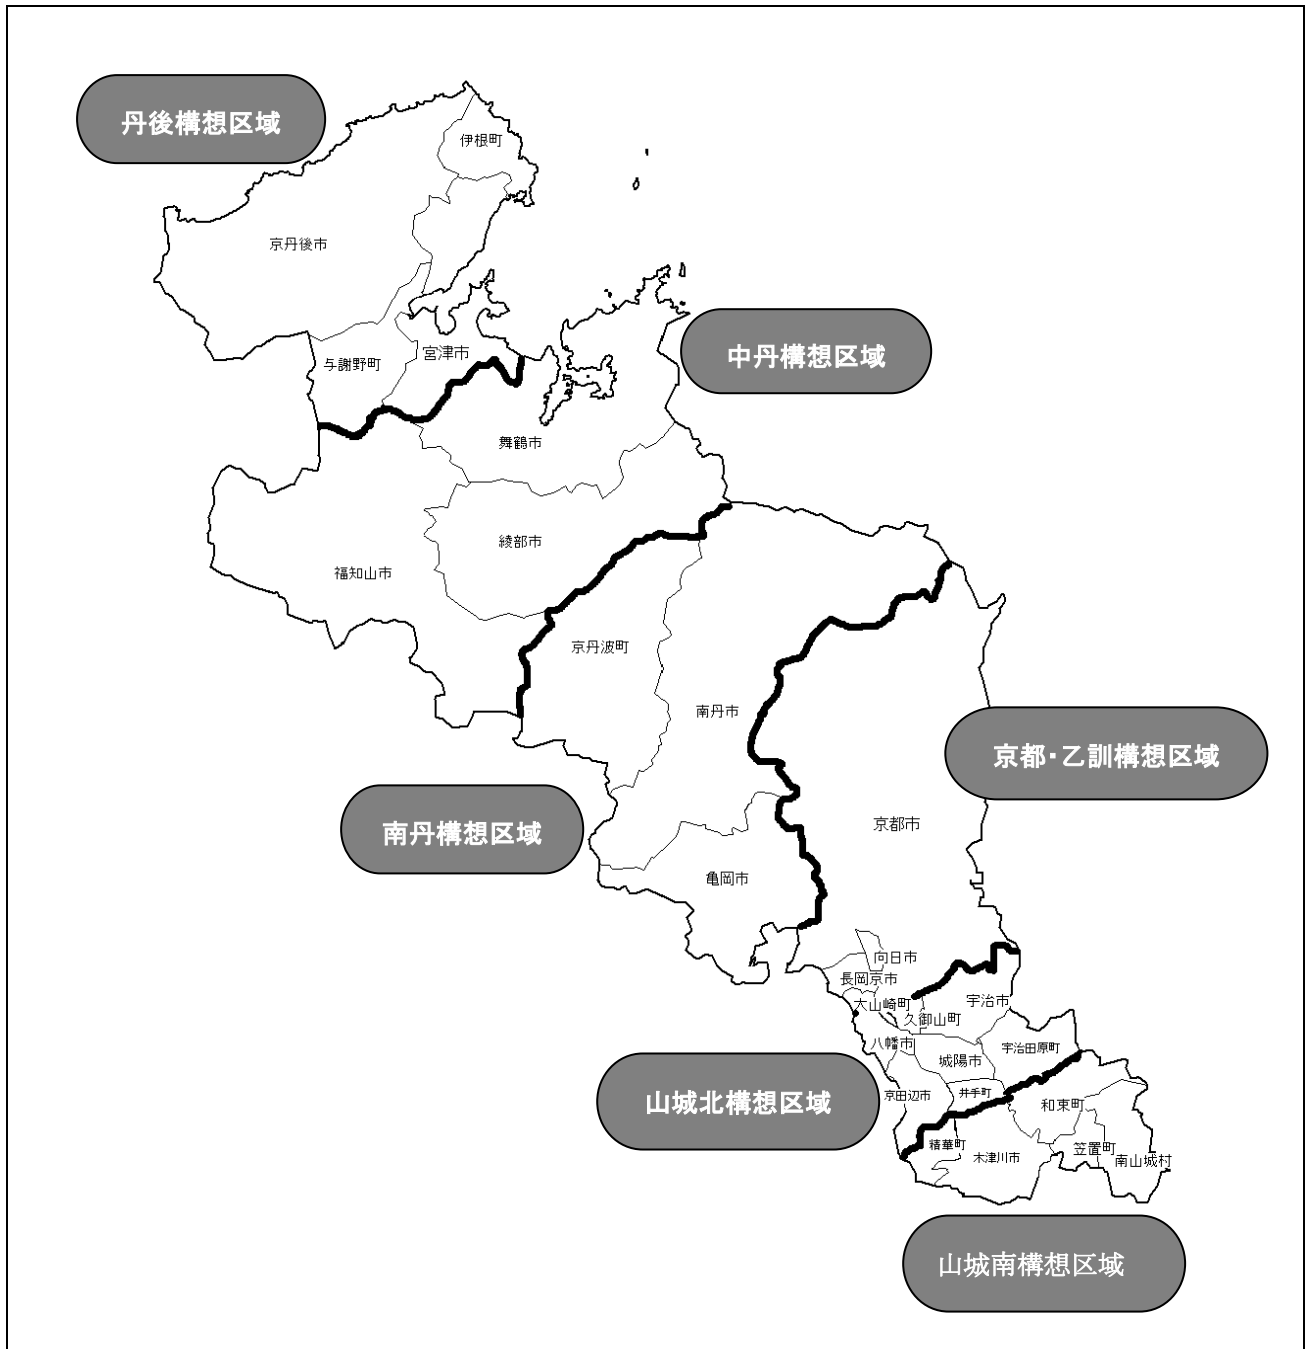 丹後構想区域
伊根町
京丹後市
中丹構想区域
宮津市
与謝野町
舞鶴市
綾部市
福知山市
京丹波町
南丹市
京都・乙訓構想区域
京都市
南丹構想区域
亀岡市
向日市
長岡京市
大山崎町
宇治市
久御山町
八幡市
宇治田原町
城陽市
井手町
京田辺市
山城北構想区域
和束町
精華町
笠置町
木津川市
南山城村
山城南構想区域